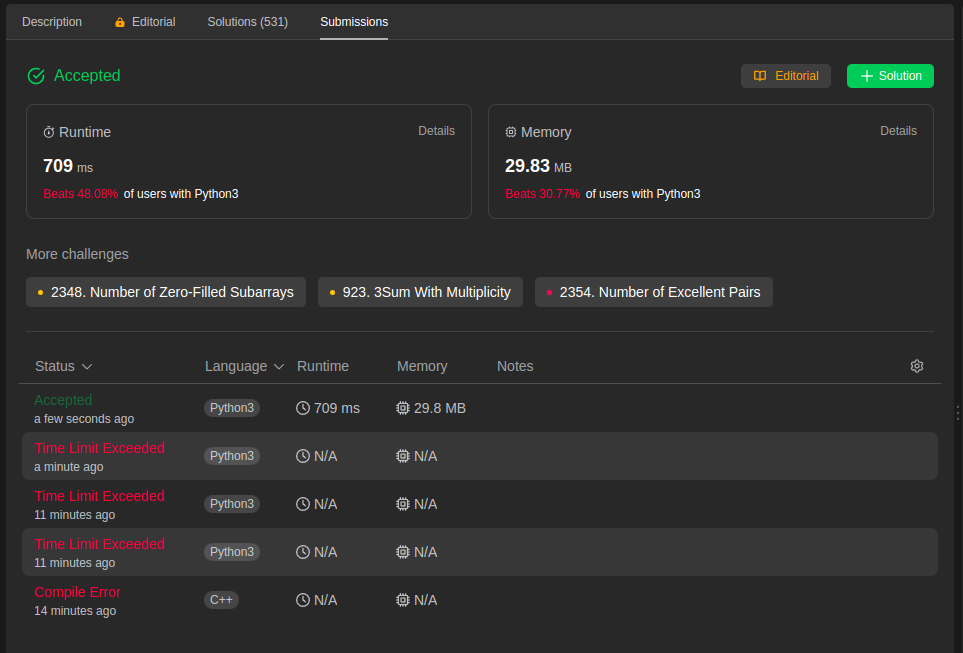 Description Editorial Solutions (531) Submissions
Accepted Editorial Solution
Runtime Details Memory Details
709 ms 29.83 MB
Beats 48.08% of users with Python3 Beats 30.77% of users with Python3
More challenges
2348. Number of Zero-Filled Subarrays 923. 3Sum With Multiplicity 2354. Number of Excellent Pairs
Status Language Runtime Memory Notes
Accepted
a few seconds ago Python3 709 ms 29.8 MB
Time Limit Exceeded
a minute ago Python3 N/A N/A
Time Limit Exceeded
11 minutes ago Python3 N/A N/A
Time Limit Exceeded
11 minutes ago Python3 N/A N/A
Compile Error
14 minutes ago C++ N/A N/A